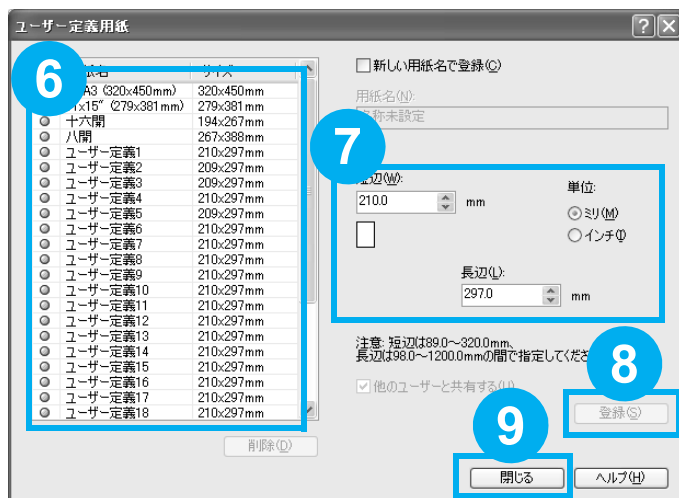 ユーザー定義用紙
6
紙名 サイズ
A3 (320x450mm) 320x450mm
x15" (279x381mm) 279x381mm
十六開 194x267mm
八開 267x388mm
ユーザー定義1 210x297mm
ユーザー定義2 209x297mm
ユーザー定義3 209x297mm
ユーザー定義4 210x297mm
ユーザー定義5 209x297mm
ユーザー定義6 210x297mm
ユーザー定義7 210x297mm
ユーザー定義8 210x297mm
ユーザー定義9 210x297mm
ユーザー定義10 210x297mm
ユーザー定義11 210x297mm
ユーザー定義12 210x297mm
ユーザー定義13 210x297mm
ユーザー定義14 210x297mm
ユーザー定義15 210x297mm
ユーザー定義16 210x297mm
ユーザー定義17 210x297mm
ユーザー定義18 210x297mm
削除(D)
新しい用紙名で登録(C)
用紙名(N):
名称未設定
7
短辺(W):
210.0 mm
単位:
ミリ(M)
インチ(I)
長辺(L):
297.0 mm
注意: 短辺は89.0～320.0mm、
長辺は98.0～1200.0mmの間で指定してくださ
8
他のユーザーと共有する(U)
登録(S)
9
閉じる
ヘルプ(H)